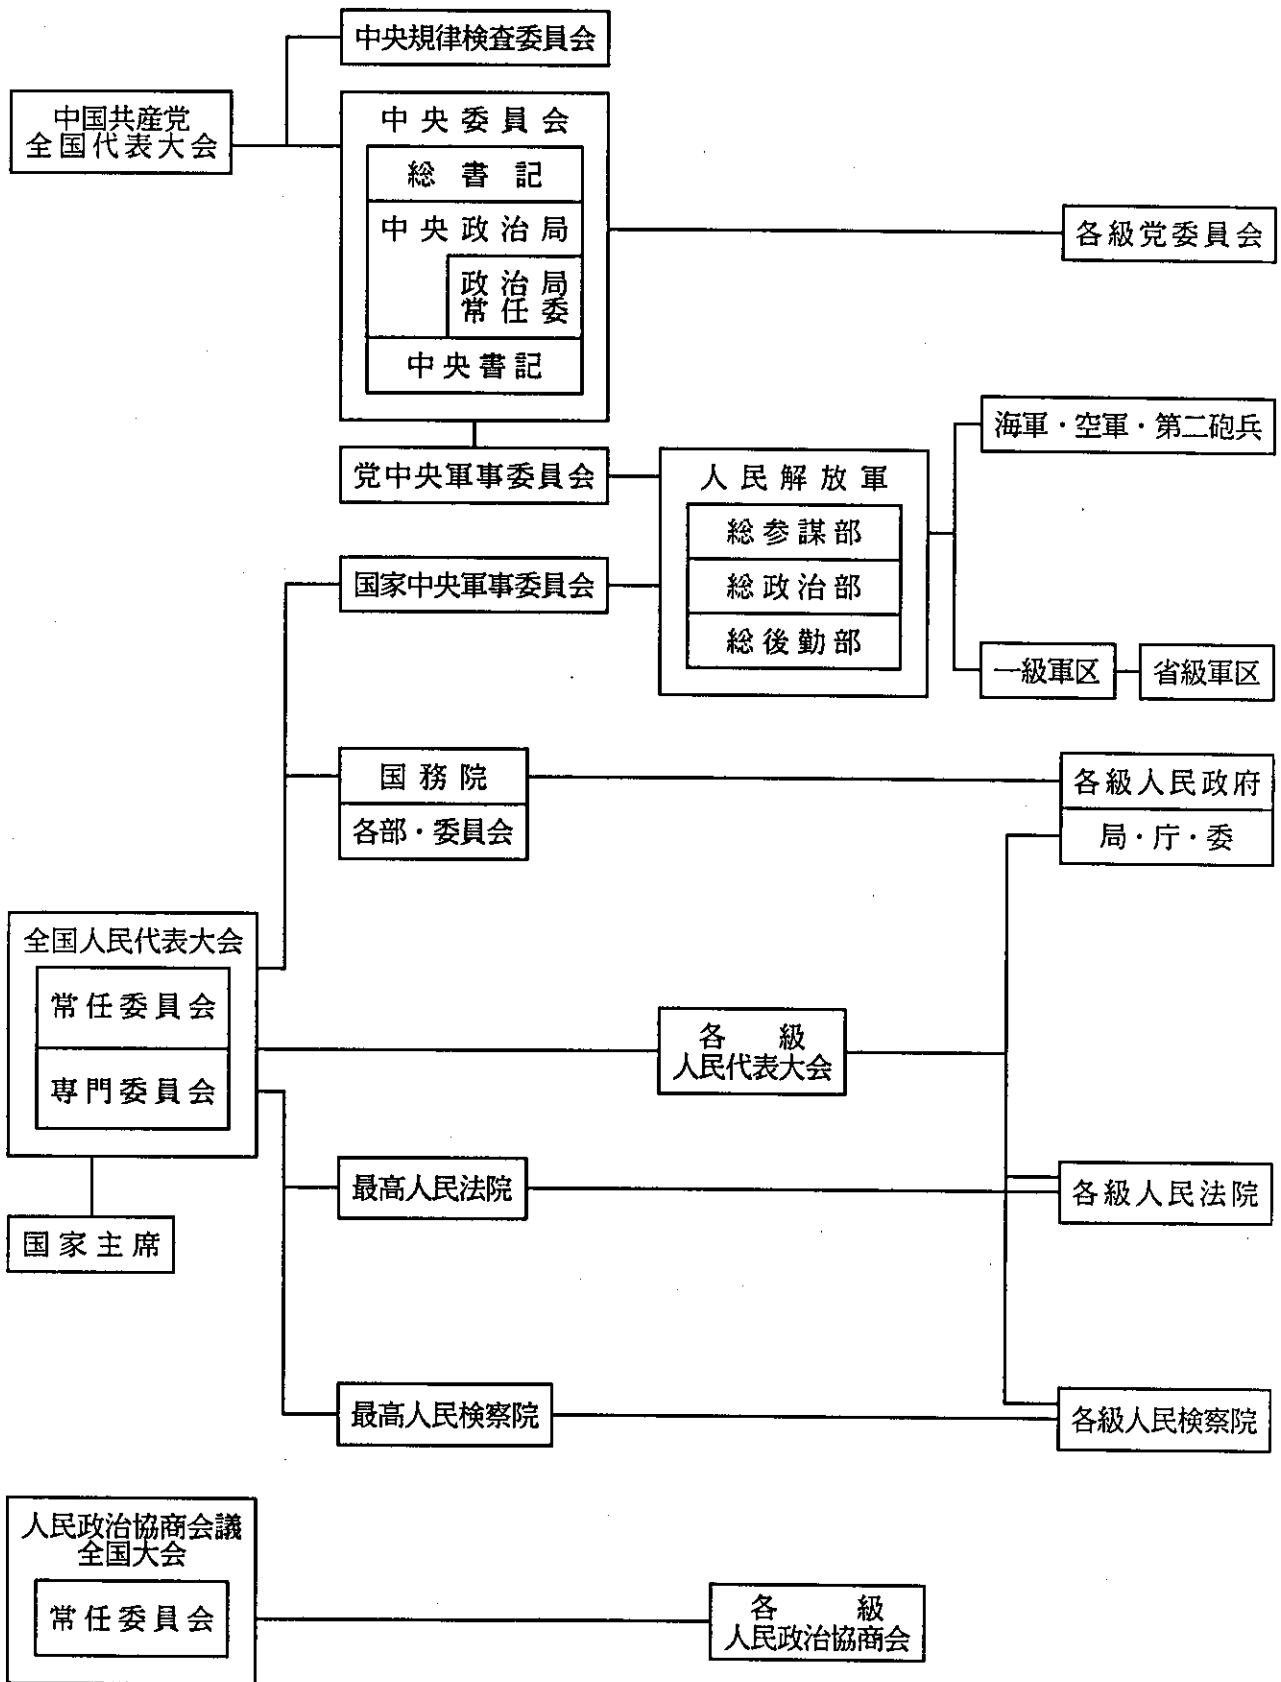 中央規律検査委員会
中国共産党
全国代表大会
中央委員会
総書記
中央政治局
政治局
常任委
中央書記
各級党委員会
党中央軍事委員会
人民解放軍
総参謀部
総政治部
総後勤部
海軍・空軍・第二砲兵
国家中央軍事委員会
一級軍区
省級軍区
国務院
各部・委員会
各級人民政府
局・庁・委
全国人民代表大会
常任委員会
専門委員会
各級
人民代表大会
国家主席
最高人民法院
各級人民法院
最高人民検察院
各級人民検察院
人民政治協商会議
全国大会
常任委員会
各級
人民政治協商会